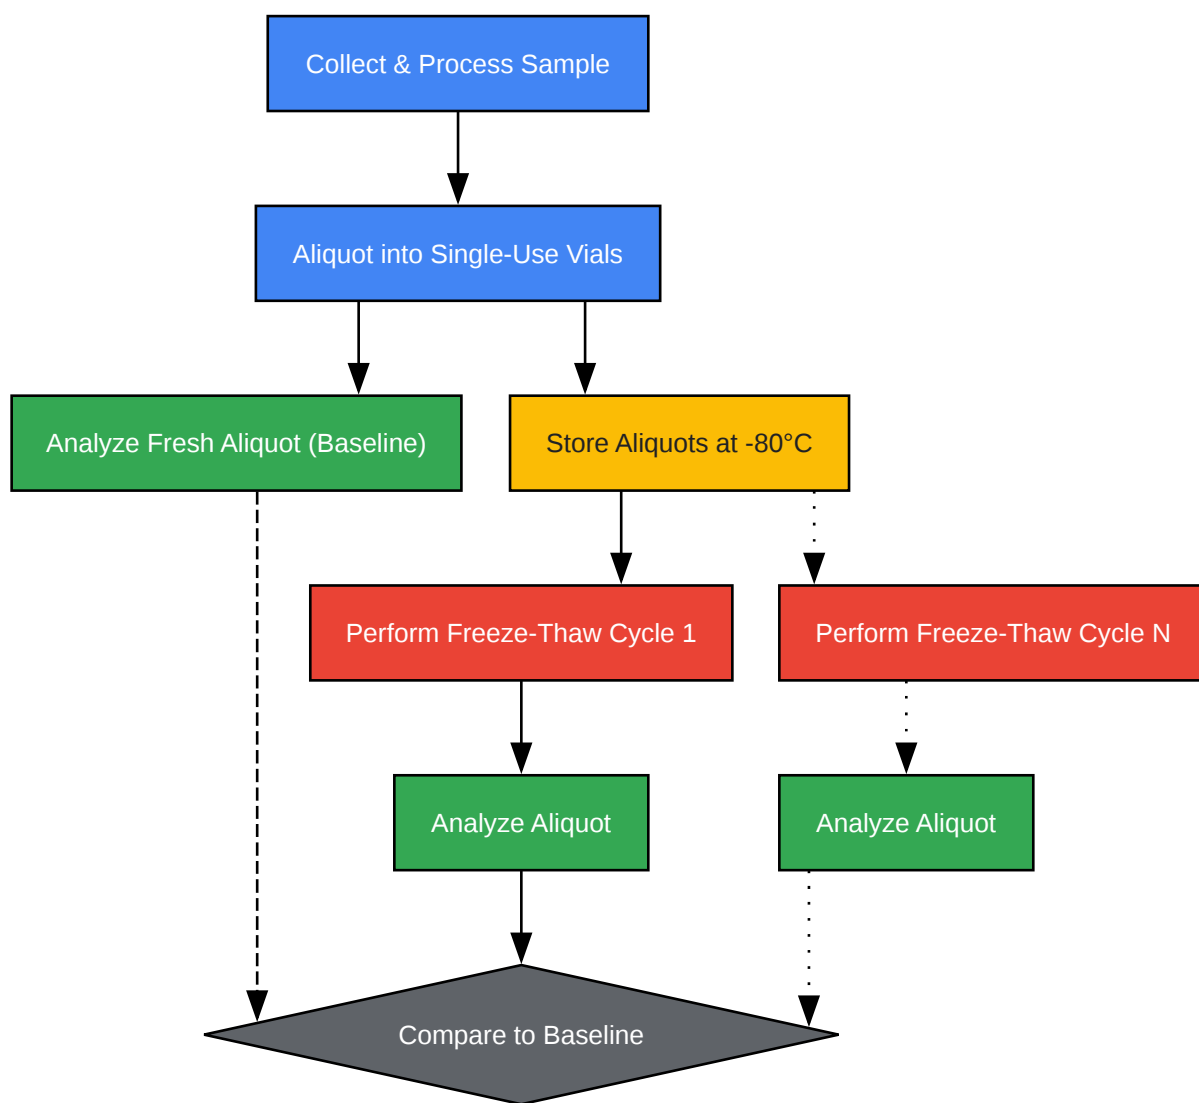 Collect & Process Sample
Aliquot into Single-Use Vials
Analyze Fresh Aliquot (Baseline)
Store Aliquots at -80°C
Perform Freeze-Thaw Cycle 1
Perform Freeze-Thaw Cycle N
Analyze Aliquot
Analyze Aliquot
Compare to Baseline